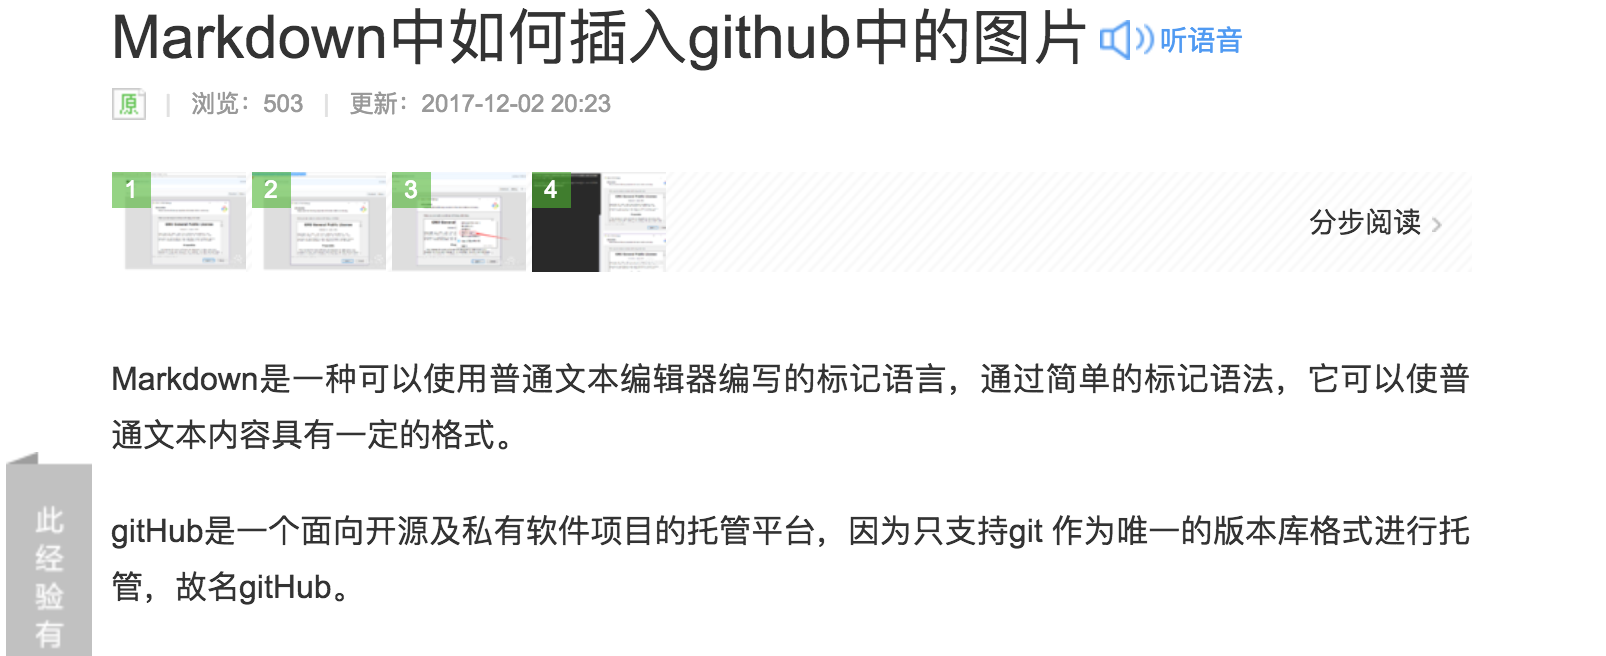 Markdown中如何插入github中的图片 听语音
原 | 浏览：503 | 更新：2017-12-02 20:23
1 2 3 4
分步阅读
Markdown是一种可以使用普通文本编辑器编写的标记语言，通过简单的标记语法，它可以使普
通文本内容具有一定的格式。
gitHub是一个面向开源及私有软件项目的托管平台，因为只支持git 作为唯一的版本库格式进行托
管，故名gitHub。
此
经
验
有